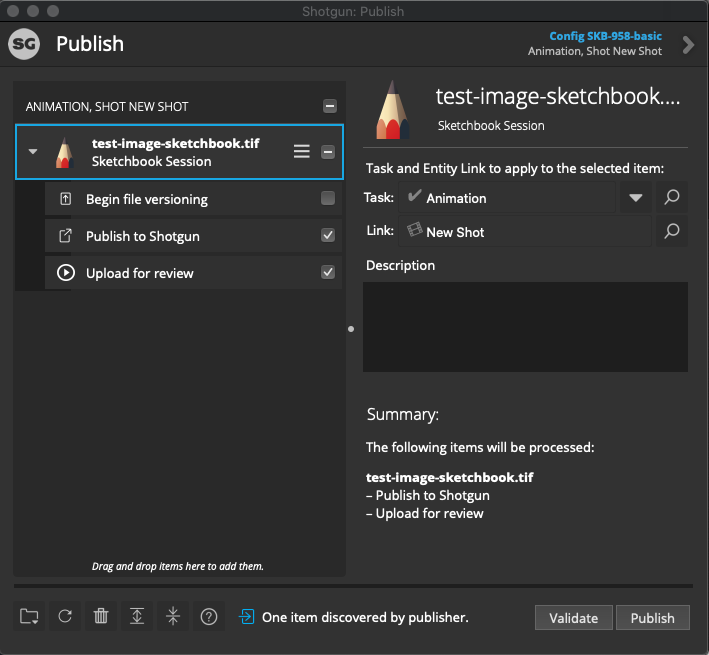 Shotgun: Publish
SG
Publish
Config SKB-958-basic
Animation, Shot New Shot
ANIMATION, SHOT NEW SHOT
test-image-sketchbook.tif
Sketchbook Session
Begin file versioning
Publish to Shotgun
Upload for review
Drag and drop items here to add them.
test-image-sketchbook....
Sketchbook Session
Task and Entity Link to apply to the selected item:
Task: Animation
Link: New Shot
Description
Summary:
The following items will be processed:
test-image-sketchbook.tif
– Publish to Shotgun
– Upload for review
? One item discovered by publisher.
Validate
Publish